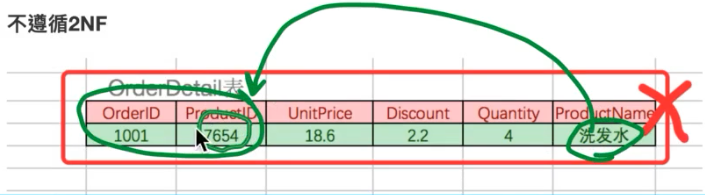 不遵循2NF
OrderDetail表
OrderID ProductID UnitPrice Discount Quantity ProductName
1001 7654 18.6 2.2 4 洗发水